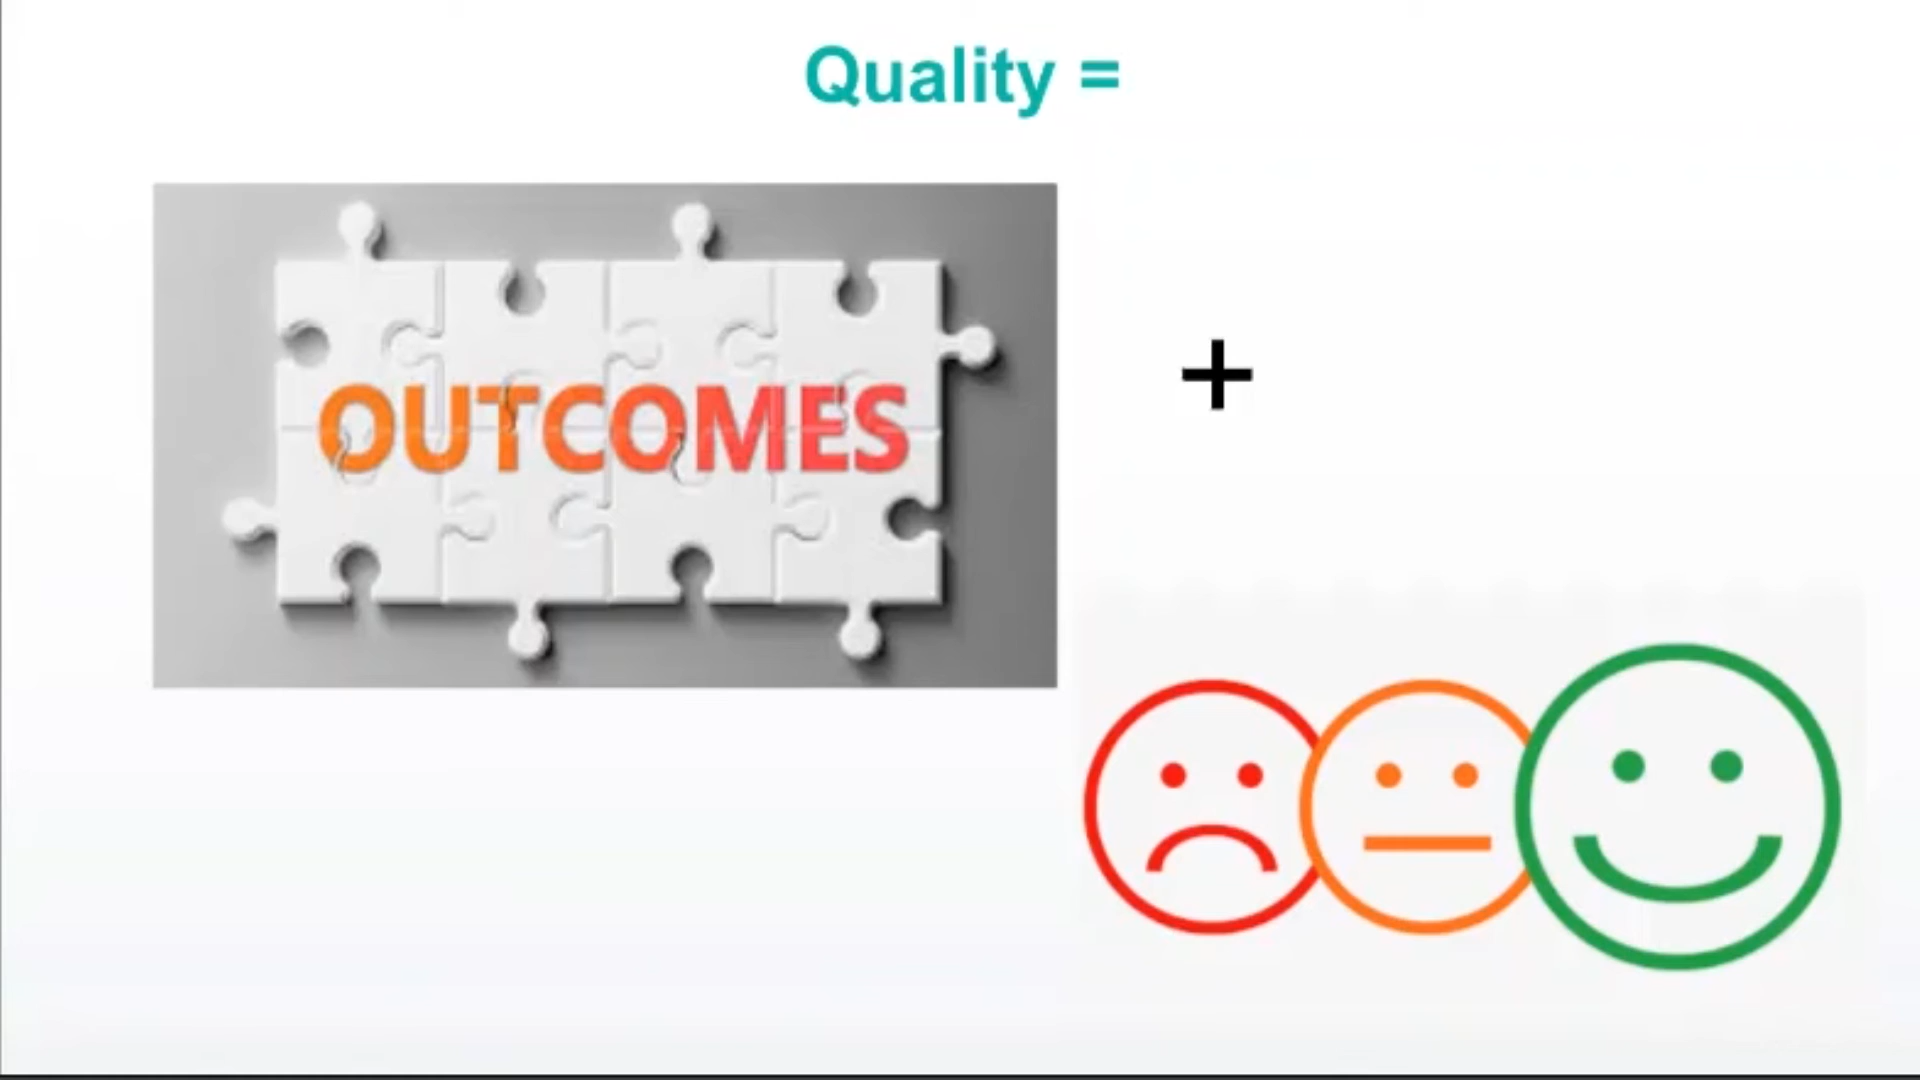 Quality =
OUTCOMES
+